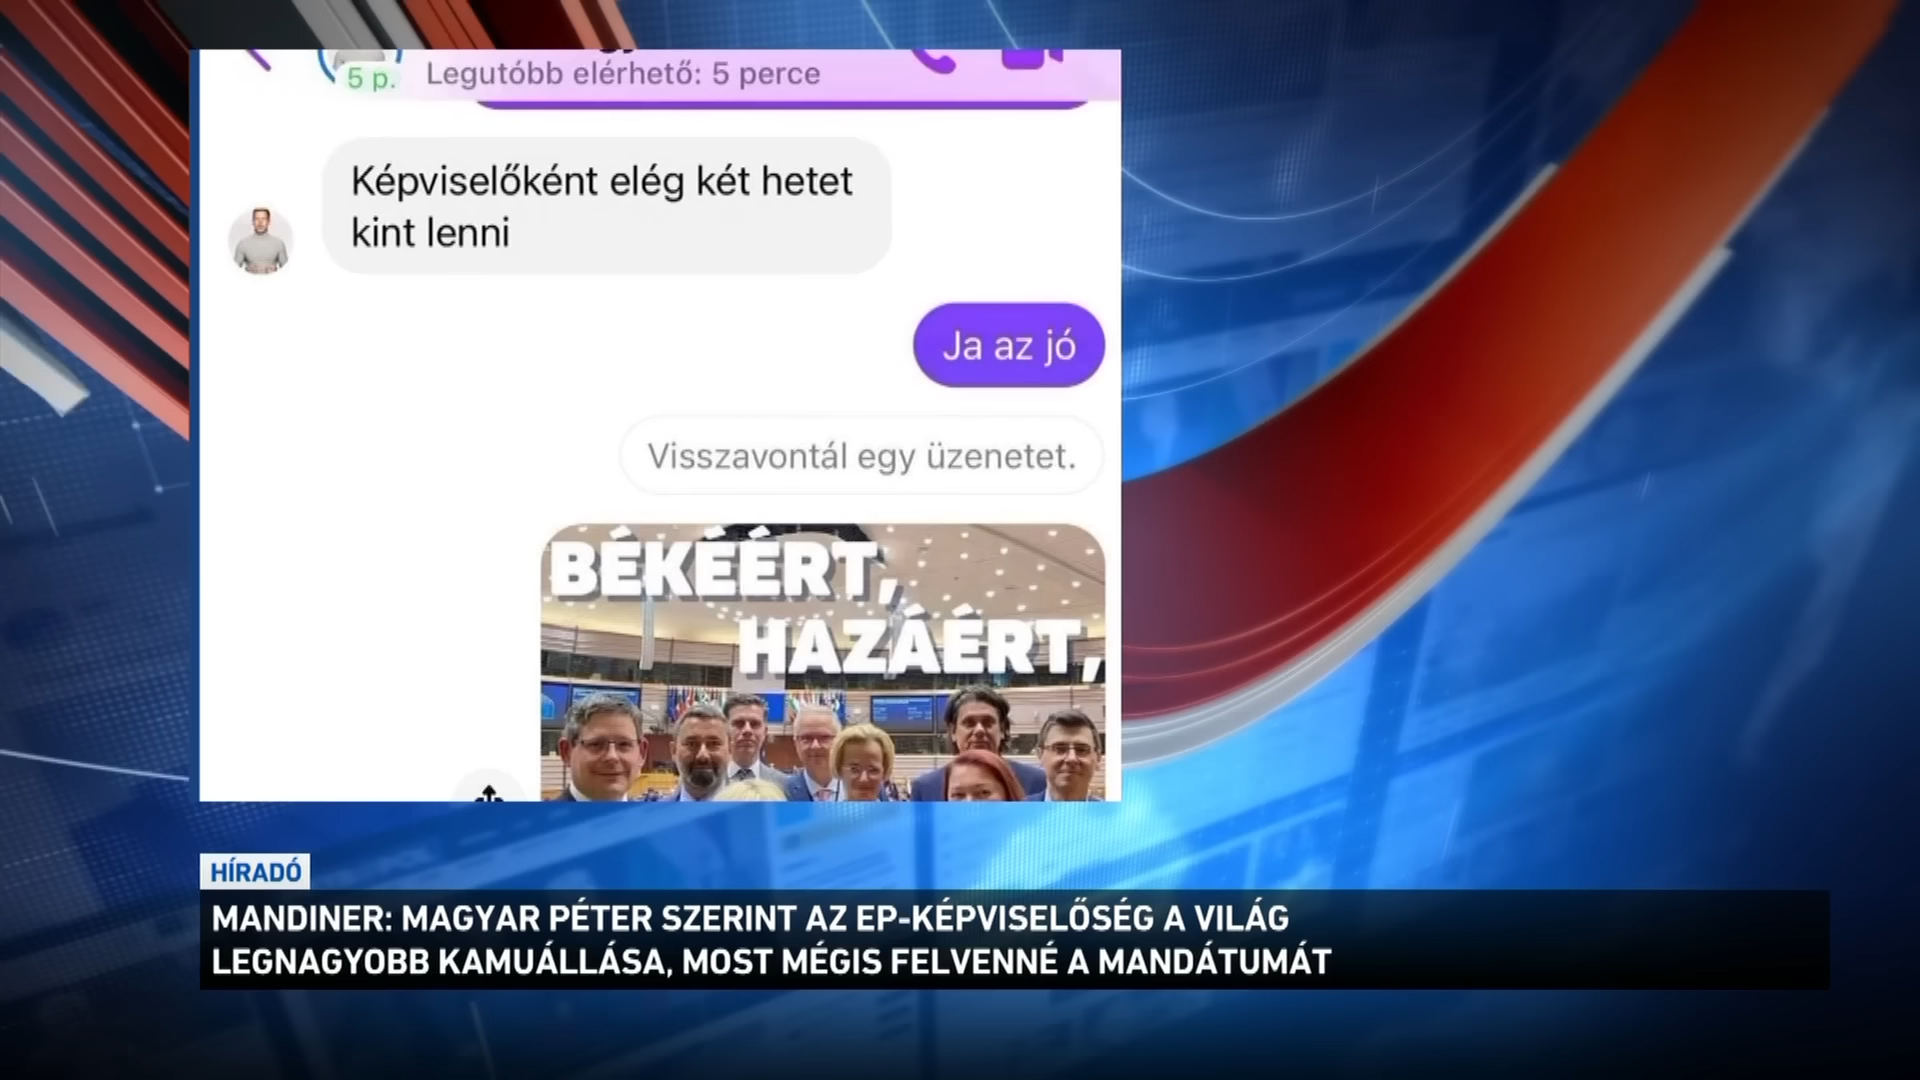 5 p.
Legutóbb elérhető: 5 perce
Képviselőként elég két hetet
kint lenni
Ja az jó
Visszavontál egy üzenetet.
BÉKÉÉRT,
HAZÁÉRT,
HÍRADÓ
MANDINER: MAGYAR PÉTER SZERINT AZ EP-KÉPVISELŐSÉG A VILÁG
LEGNAGYOBB KAMUÁLLÁSA, MOST MÉGIS FELVENNÉ A MANDÁTUMÁT